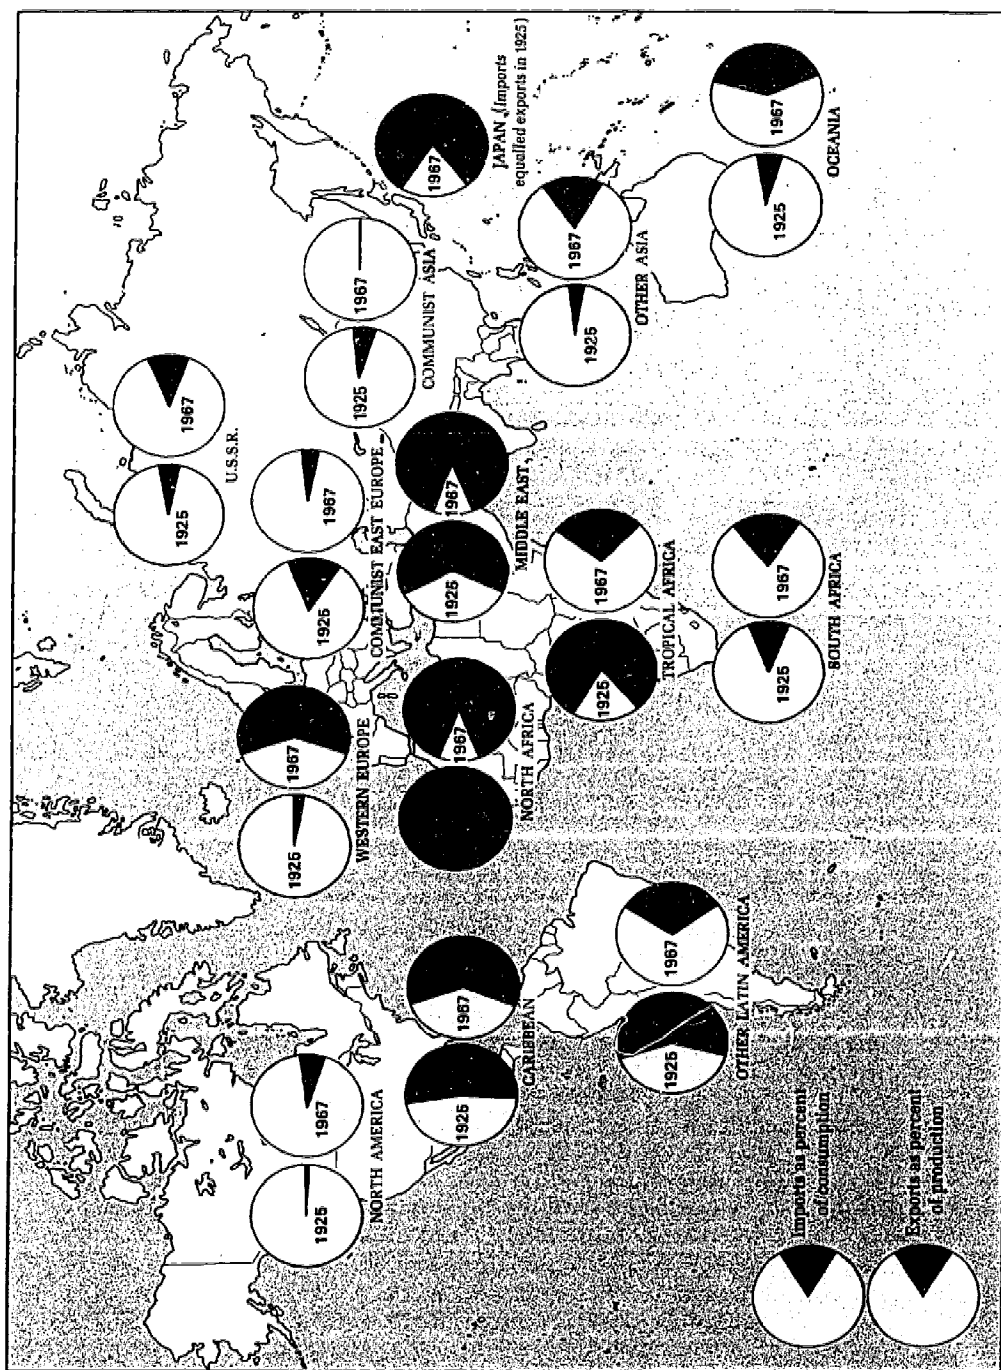 NORTH AMERICA
1925
1967
CARIBBEAN
1925
1967
OTHER LATIN AMERICA
1925
1967
WESTERN EUROPE
1925
1967
COMMUNIST EAST EUROPE
1925
1967
U.S.S.R.
1925
1967
NORTH AFRICA
1967
MIDDLE EAST
1925
1967
TROPICAL AFRICA
1925
1967
SOUTH AFRICA
1925
1967
COMMUNIST ASIA
1925
1967
JAPAN (Imports
equalled exports in 1925)
1967
OTHER ASIA
1925
1967
OCEANIA
1925
1967
Imports as percent
of consumption
Exports as percent
of production